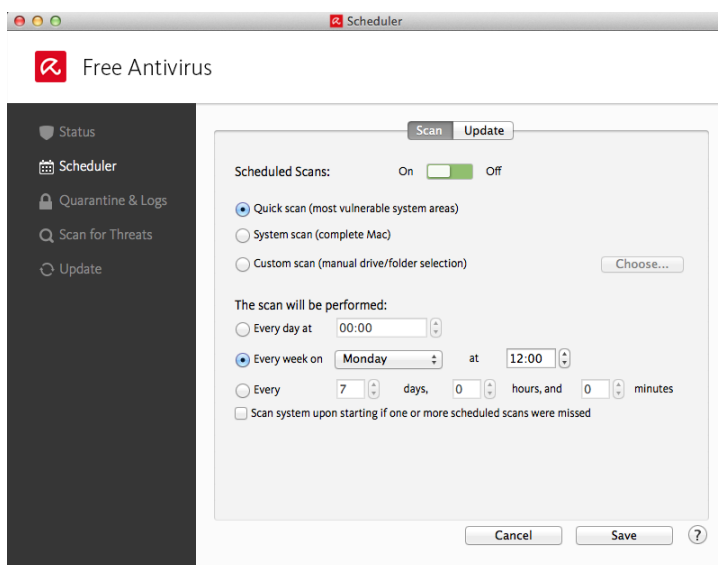 Scheduler
Free Antivirus
Status
Scheduler
Quarantine & Logs
Scan for Threats
Update
Scan Update
Scheduled Scans: On Off
Quick scan (most vulnerable system areas)
System scan (complete Mac)
Custom scan (manual drive/folder selection) Choose...
The scan will be performed:
Every day at 00:00
Every week on Monday at 12:00
Every 7 days, 0 hours, and 0 minutes
Scan system upon starting if one or more scheduled scans were missed
Cancel Save ?